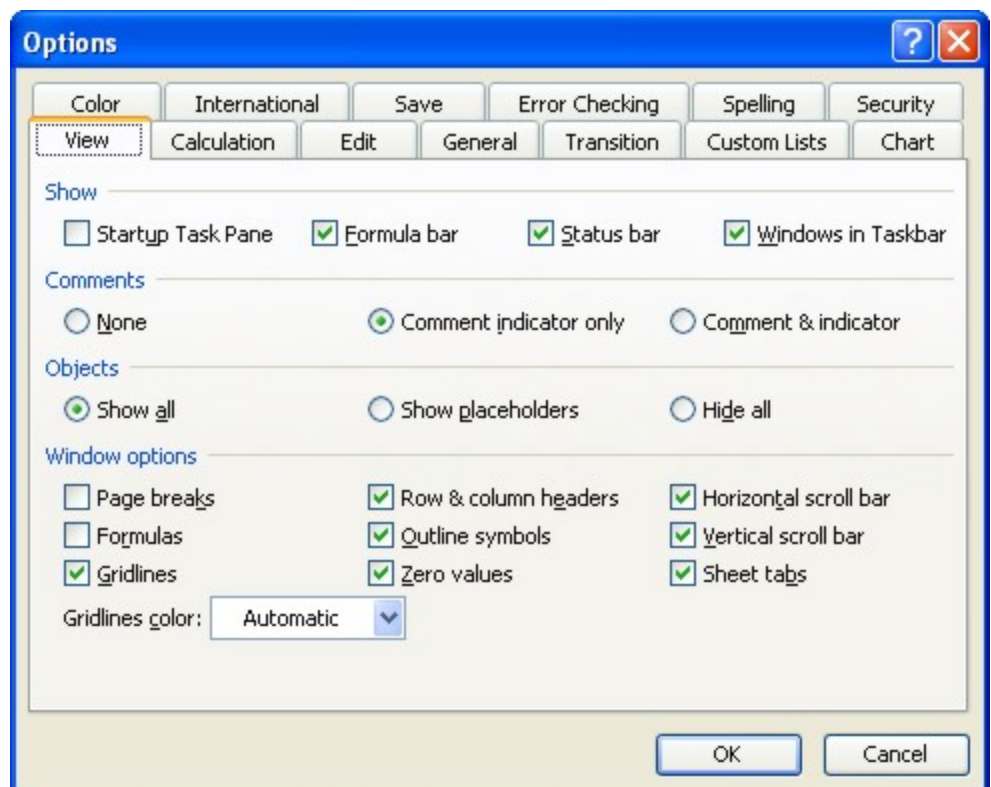 Options
Color International Save Error Checking Spelling Security
View Calculation Edit General Transition Custom Lists Chart
Show
Startup Task Pane Formula bar Status bar Windows in Taskbar
Comments
None Comment indicator only Comment & indicator
Objects
Show all Show placeholders Hide all
Window options
Page breaks Row & column headers Horizontal scroll bar
Formulas Outline symbols Vertical scroll bar
Gridlines Zero values Sheet tabs
Gridlines color: Automatic
OK Cancel